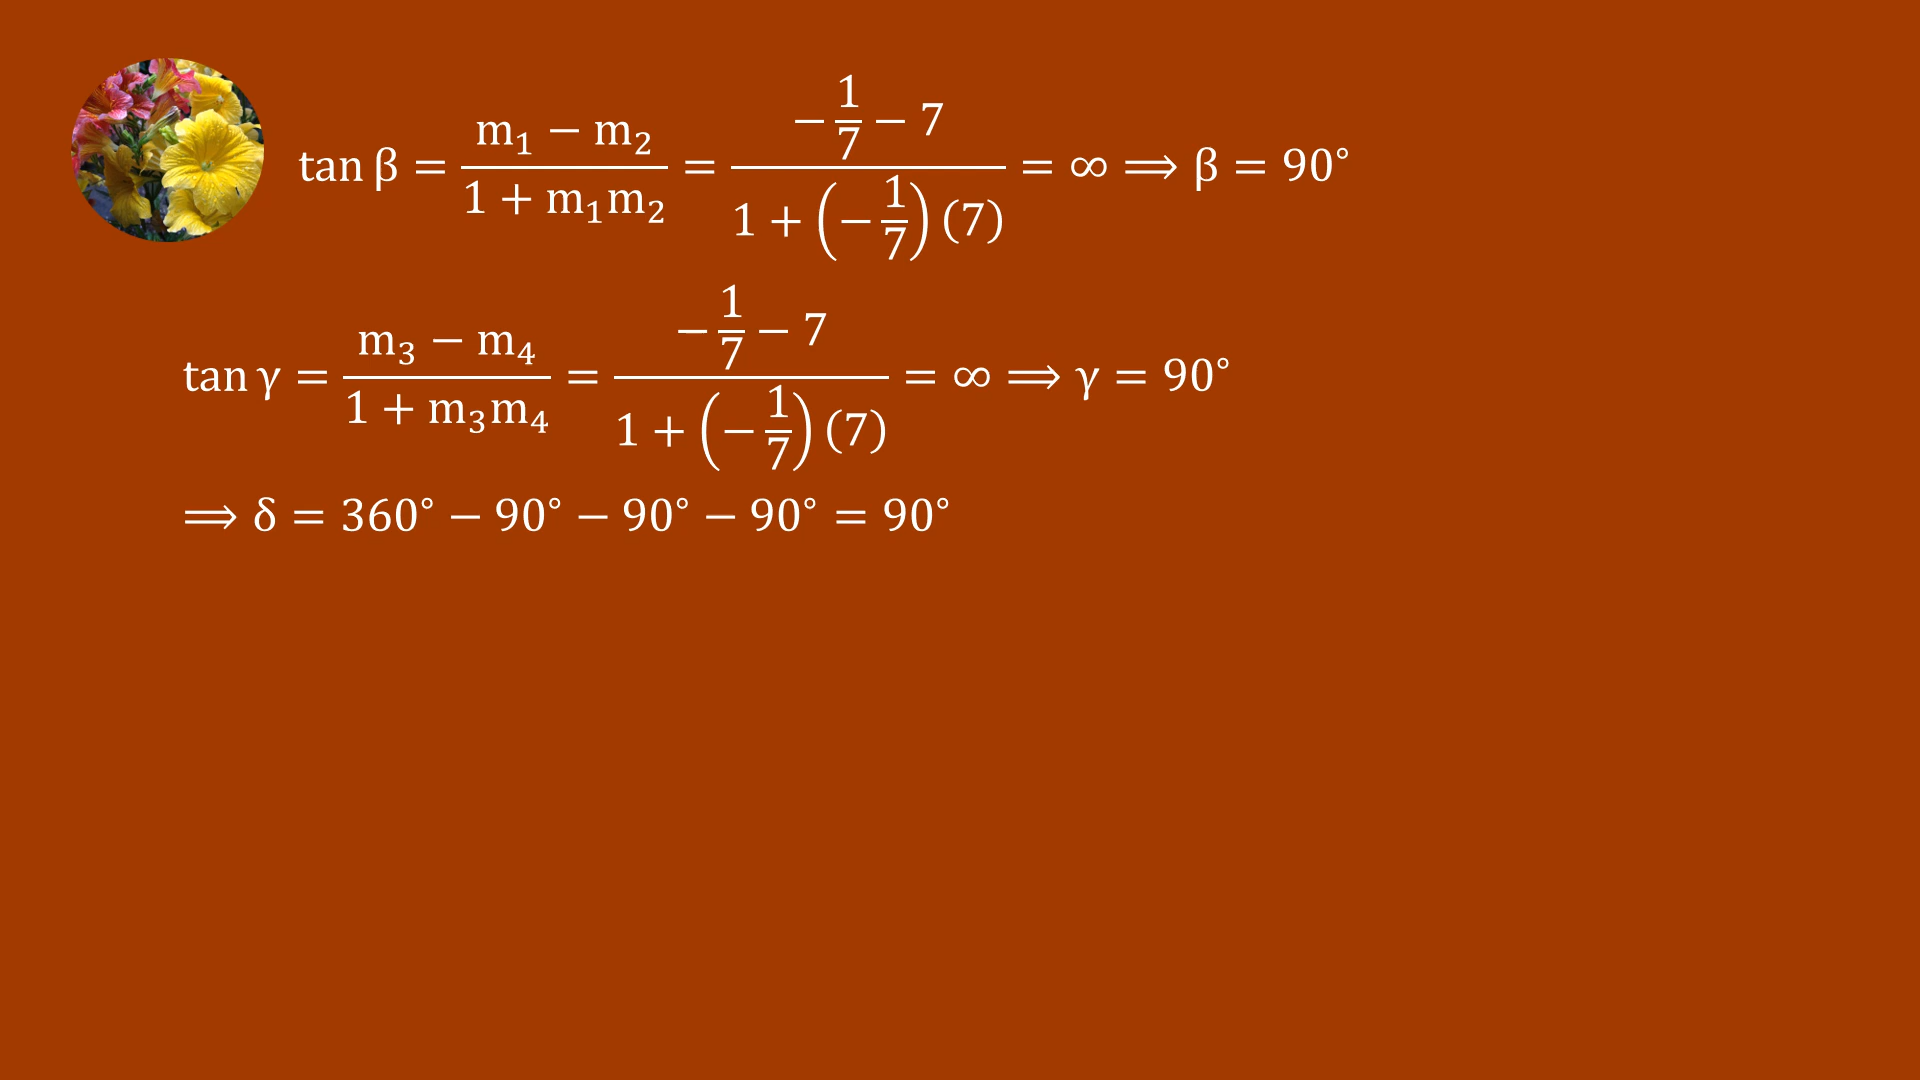 tan β = (m₁ − m₂)/(1 + m₁m₂) = (−1/7 − 7)/(1 + (−1/7)(7)) = ∞ ⟹ β = 90°
tan γ = (m₃ − m₄)/(1 + m₃m₄) = (−1/7 − 7)/(1 + (−1/7)(7)) = ∞ ⟹ γ = 90°
⟹ δ = 360° − 90° − 90° − 90° = 90°